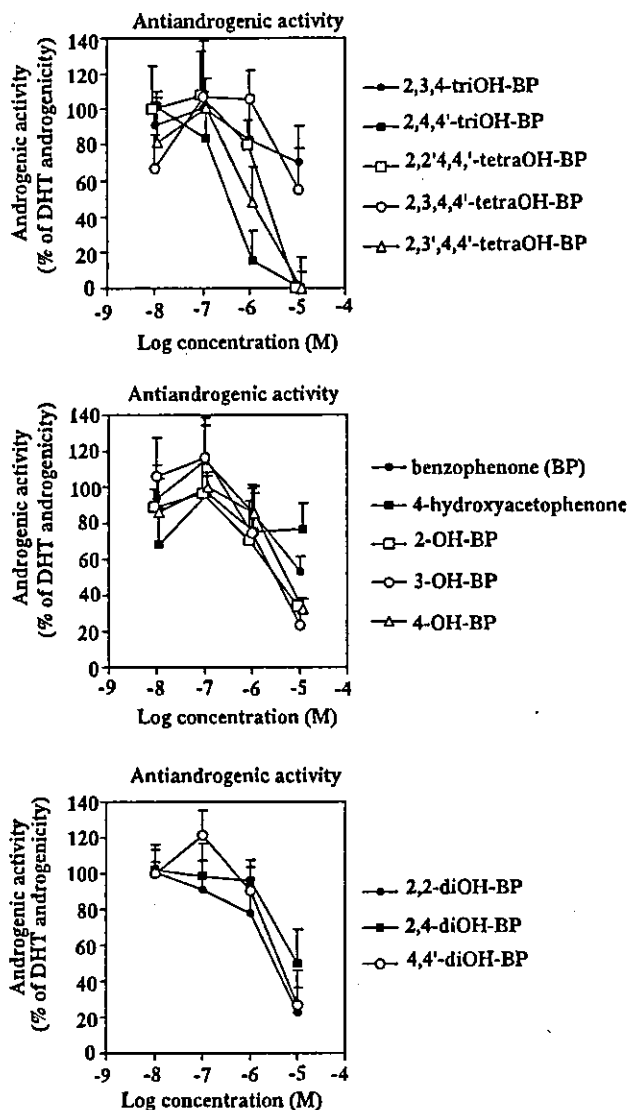 Antiandrogenic activity
Androgenic activity
(% of DHT androgenicity)
140
120
100
80
60
40
20
0
-9 -8 -7 -6 -5 -4
Log concentration (M)
2,3,4-triOH-BP
2,4,4'-triOH-BP
2,2'4,4,'-tetraOH-BP
2,3,4,4'-tetraOH-BP
2,3',4,4'-tetraOH-BP
Antiandrogenic activity
Androgenic activity
(% of DHT androgenicity)
140
120
100
80
60
40
20
0
-9 -8 -7 -6 -5 -4
Log concentration (M)
benzophenone (BP)
4-hydroxyacetophenone
2-OH-BP
3-OH-BP
4-OH-BP
Antiandrogenic activity
Androgenic activity
(% of DHT androgenicity)
140
120
100
80
60
40
20
0
-9 -8 -7 -6 -5 -4
Log concentration (M)
2,2-diOH-BP
2,4-diOH-BP
4,4'-diOH-BP